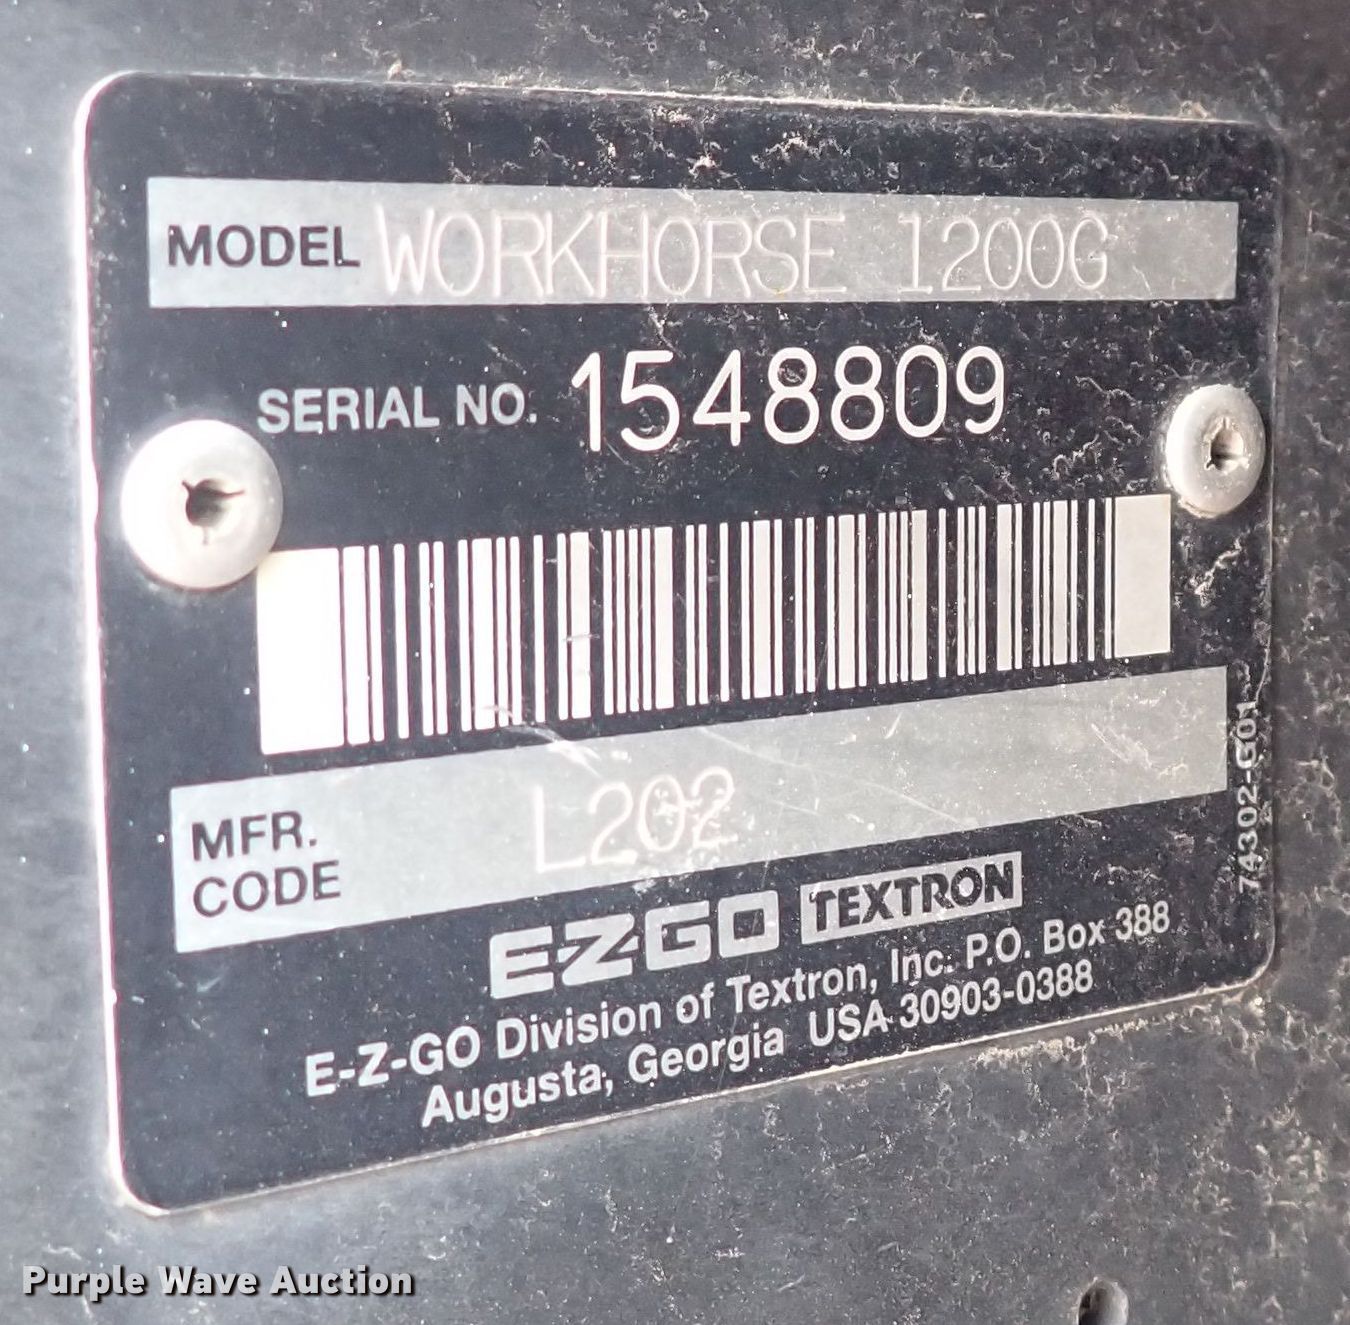 MODEL WORKHORSE 1200G
SERIAL NO. 1548809
MFR. CODE L202
E-Z-GO TEXTRON
E-Z-GO Division of Textron, Inc. P.O. Box 388
Augusta, Georgia USA 30903-0388
74302-G01
Purple Wave Auction